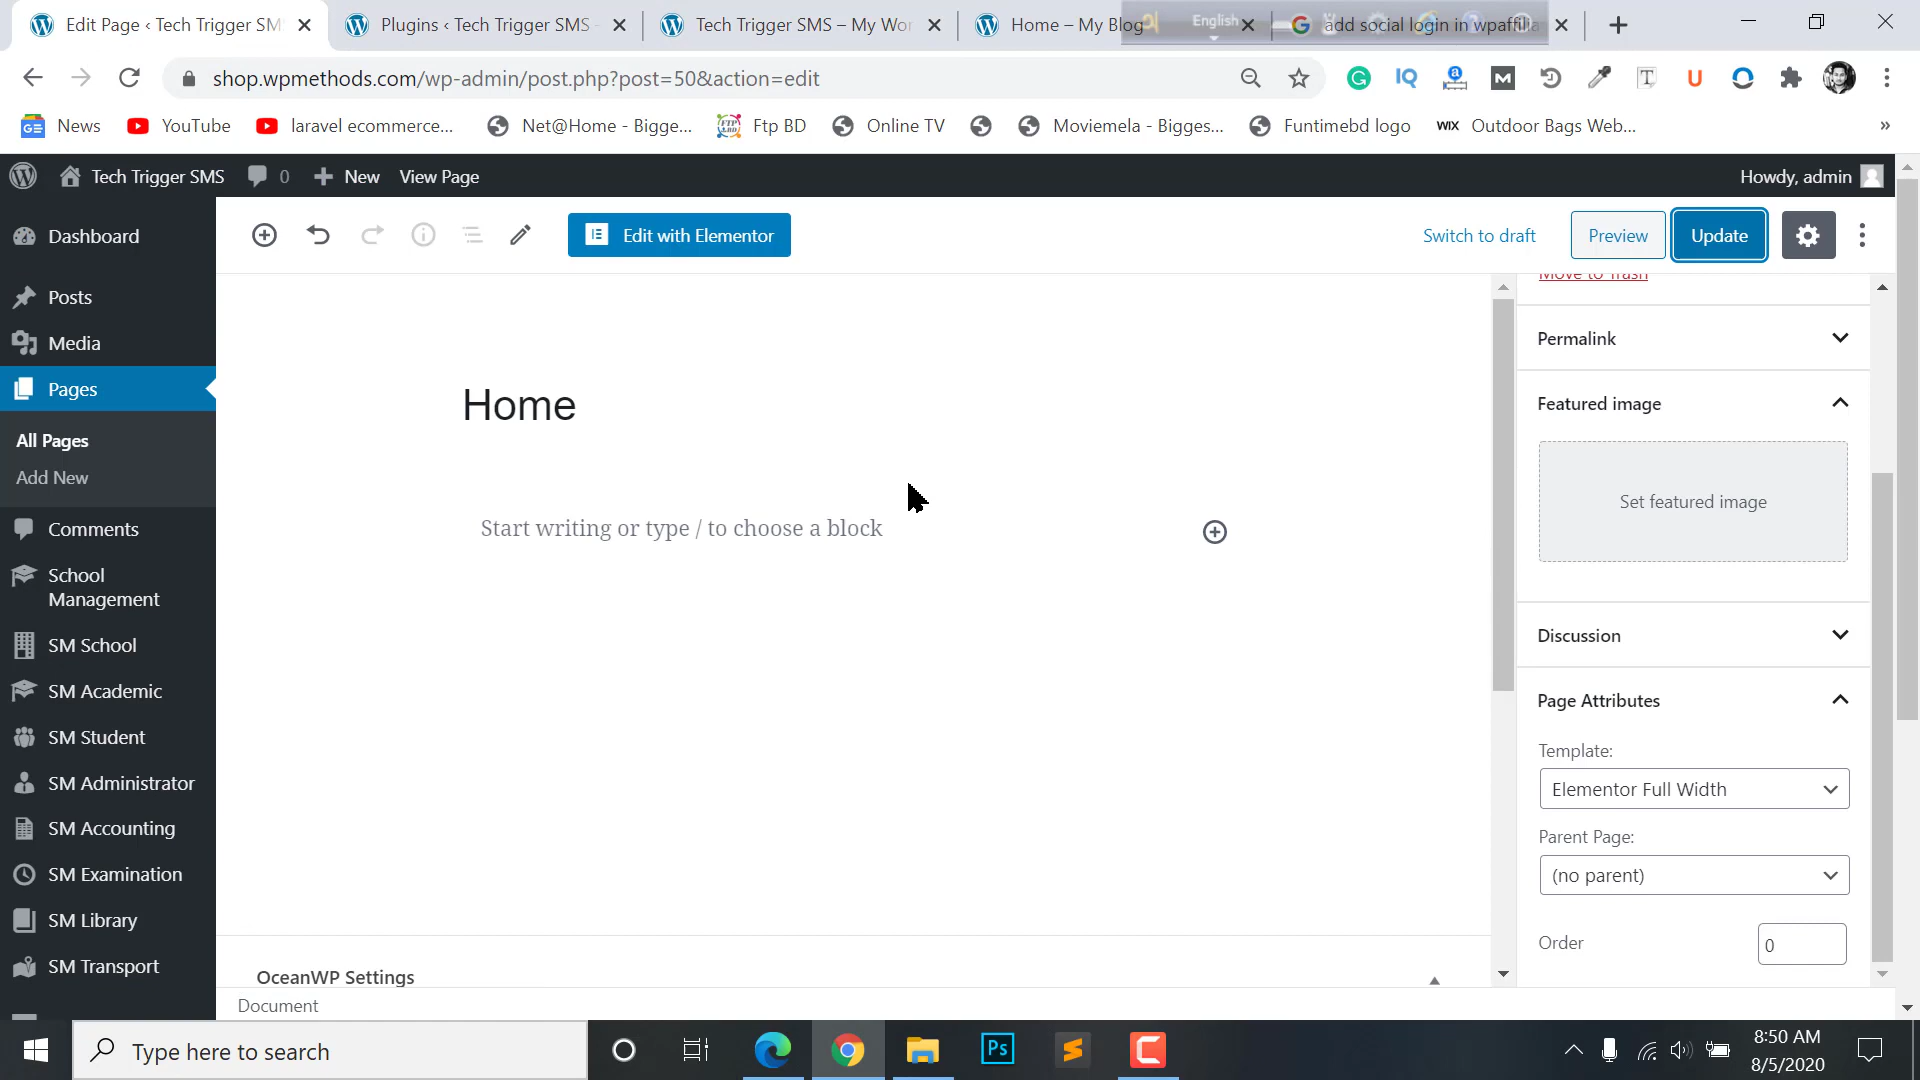 Edit Page ‹ Tech Trigger SM
Plugins ‹ Tech Trigger SMS -
Tech Trigger SMS – My Wor
Home – My Blog
English
add social login in wpaffilia
shop.wpmethods.com/wp-admin/post.php?post=50&action=edit
News
YouTube
laravel ecommerce...
Net@Home - Bigge...
Ftp BD
Online TV
Moviemela - Bigges...
Funtimebd logo
WIX
Outdoor Bags Web...
»
Tech Trigger SMS
0
New
View Page
Howdy, admin
Edit with Elementor
Switch to draft
Preview
Update
Dashboard
Posts
Media
Pages
All Pages
Add New
Comments
School
Management
SM School
SM Academic
SM Student
SM Administrator
SM Accounting
SM Examination
SM Library
SM Transport
Home
Start writing or type / to choose a block
OceanWP Settings
Document
Move to Trash
Permalink
Featured image
Set featured image
Discussion
Page Attributes
Template:
Elementor Full Width
Parent Page:
(no parent)
Order
0
Type here to search
Ps
8:50 AM
8/5/2020